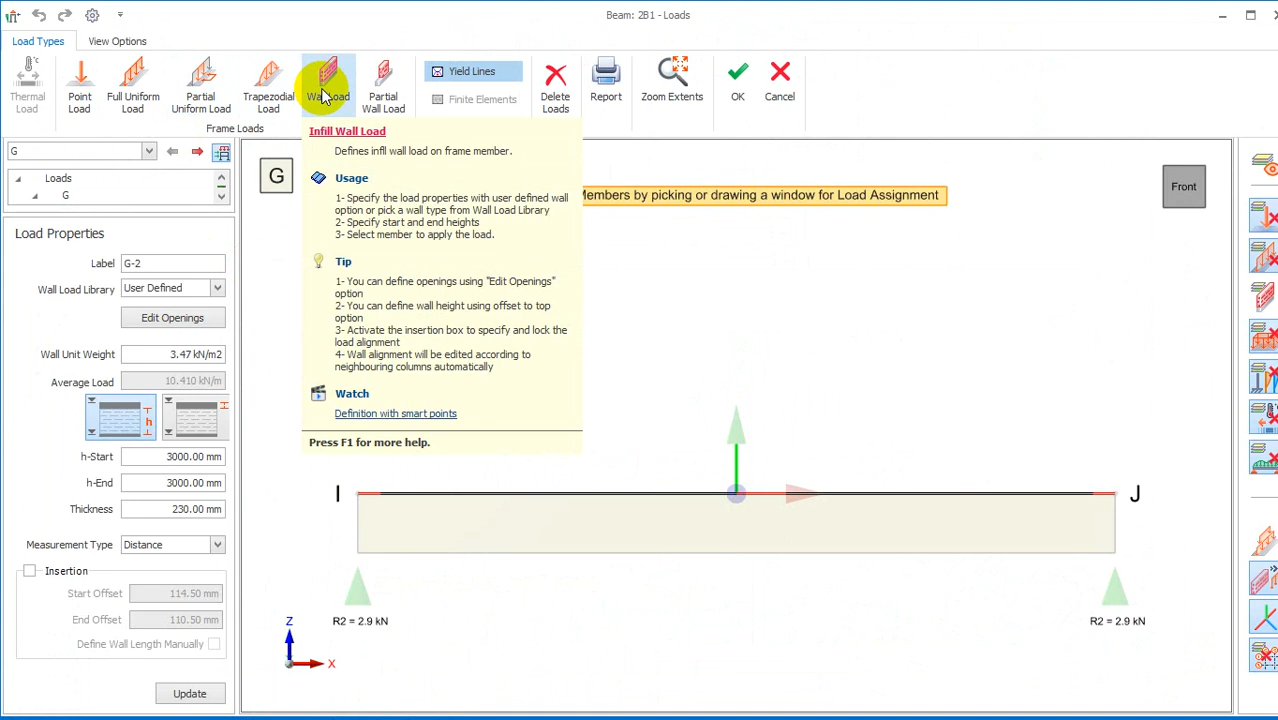 Beam: 2B1 - Loads
Load Types
View Options
Thermal Load
Point Load
Full Uniform Load
Partial Uniform Load
Trapezodal Load
Wall Load
Partial Wall Load
Yield Lines
Finite Elements
Delete Loads
Report
Zoom Extents
OK
Cancel
Frame Loads
G
Loads
G
Load Properties
Label
G-2
Wall Load Library
User Defined
Edit Openings
Wall Unit Weight
3.47 kN/m2
Average Load
10.410 kN/m
h
h-Start
3000.00 mm
h-End
3000.00 mm
Thickness
230.00 mm
Measurement Type
Distance
Insertion
Start Offset
114.50 mm
End Offset
110.50 mm
Define Wall Length Manually
Update
Infill Wall Load
Defines infll wall load on frame member.
Usage
1- Specify the load properties with user defined wall
option or pick a wall type from Wall Load Library
2- Specify start and end heights
3- Select member to apply the load.
Tip
1- You can define openings using "Edit Openings"
option
2- You can define wall height using offset to top
option
3- Activate the insertion box to specify and lock the
load alignment
4- Wall alignment will be edited according to
neighbouring columns automatically
Watch
Definition with smart points
Press F1 for more help.
G
Members by picking or drawing a window for Load Assignment
Front
I
J
R2 = 2.9 kN
R2 = 2.9 kN
Z
X